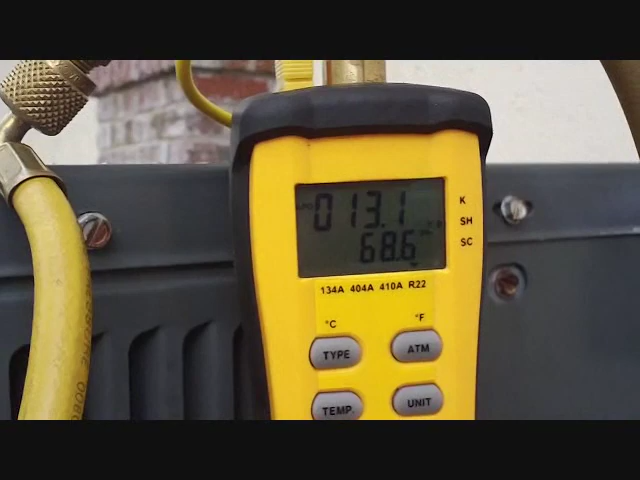 013.1
68.6
K
SH
SC
134A 404A 410A R22
°C
°F
TYPE
ATM
TEMP.
UNIT